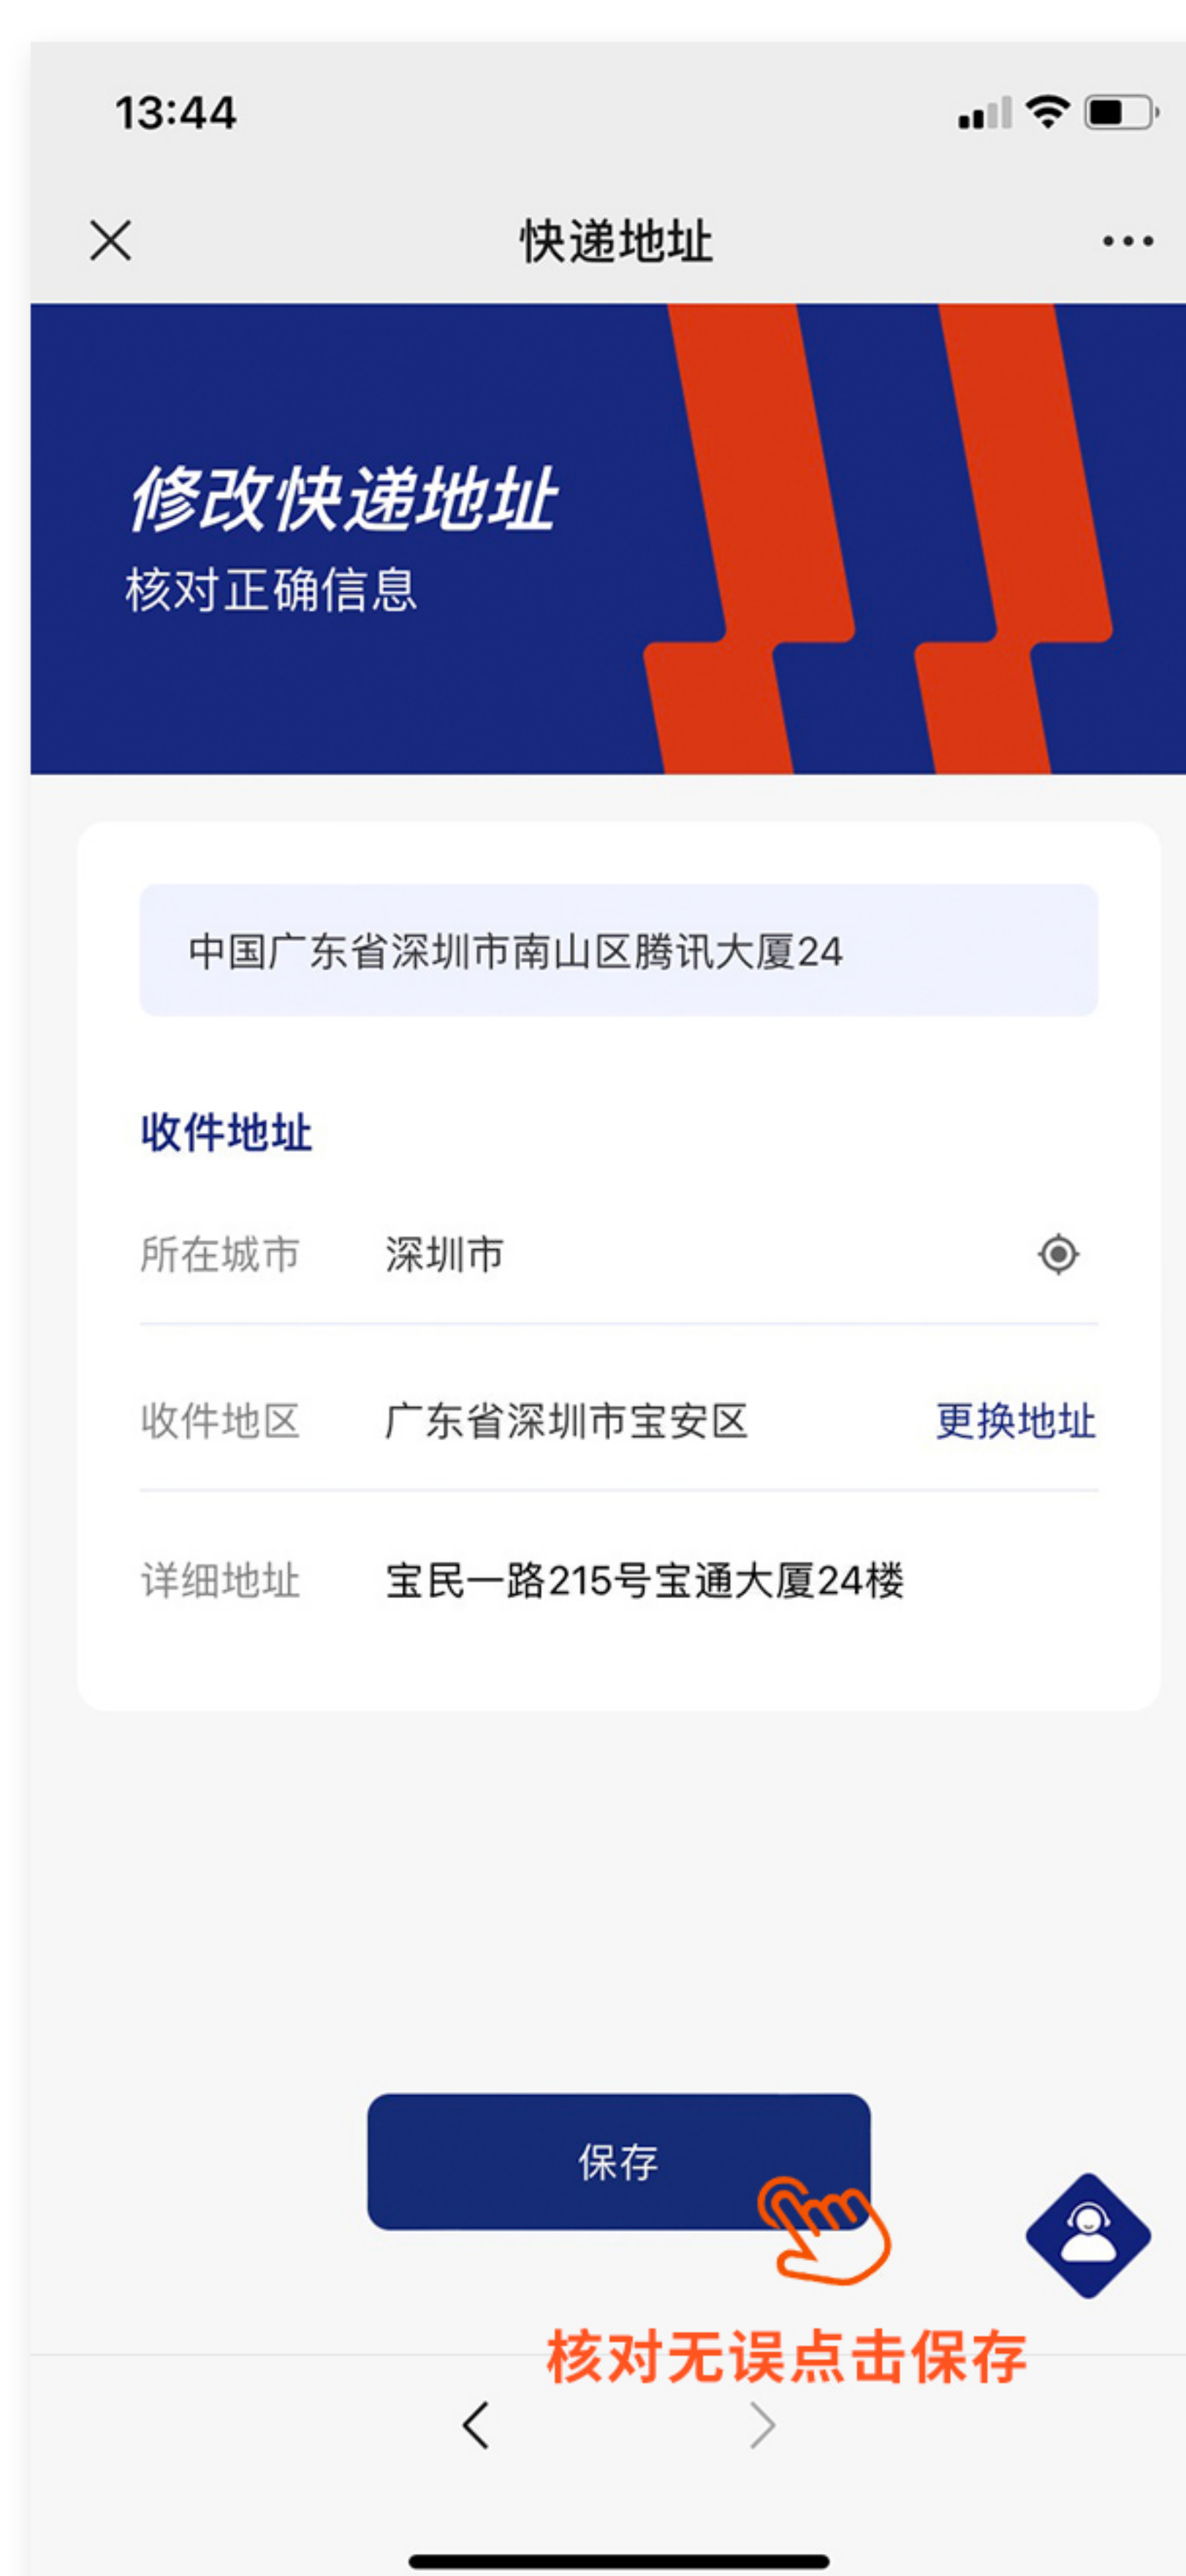 13:44
快递地址
修改快递地址
核对正确信息
中国广东省深圳市南山区腾讯大厦24
收件地址
所在城市 深圳市
收件地区 广东省深圳市宝安区 更换地址
详细地址 宝民一路215号宝通大厦24楼
保存
核对无误点击保存